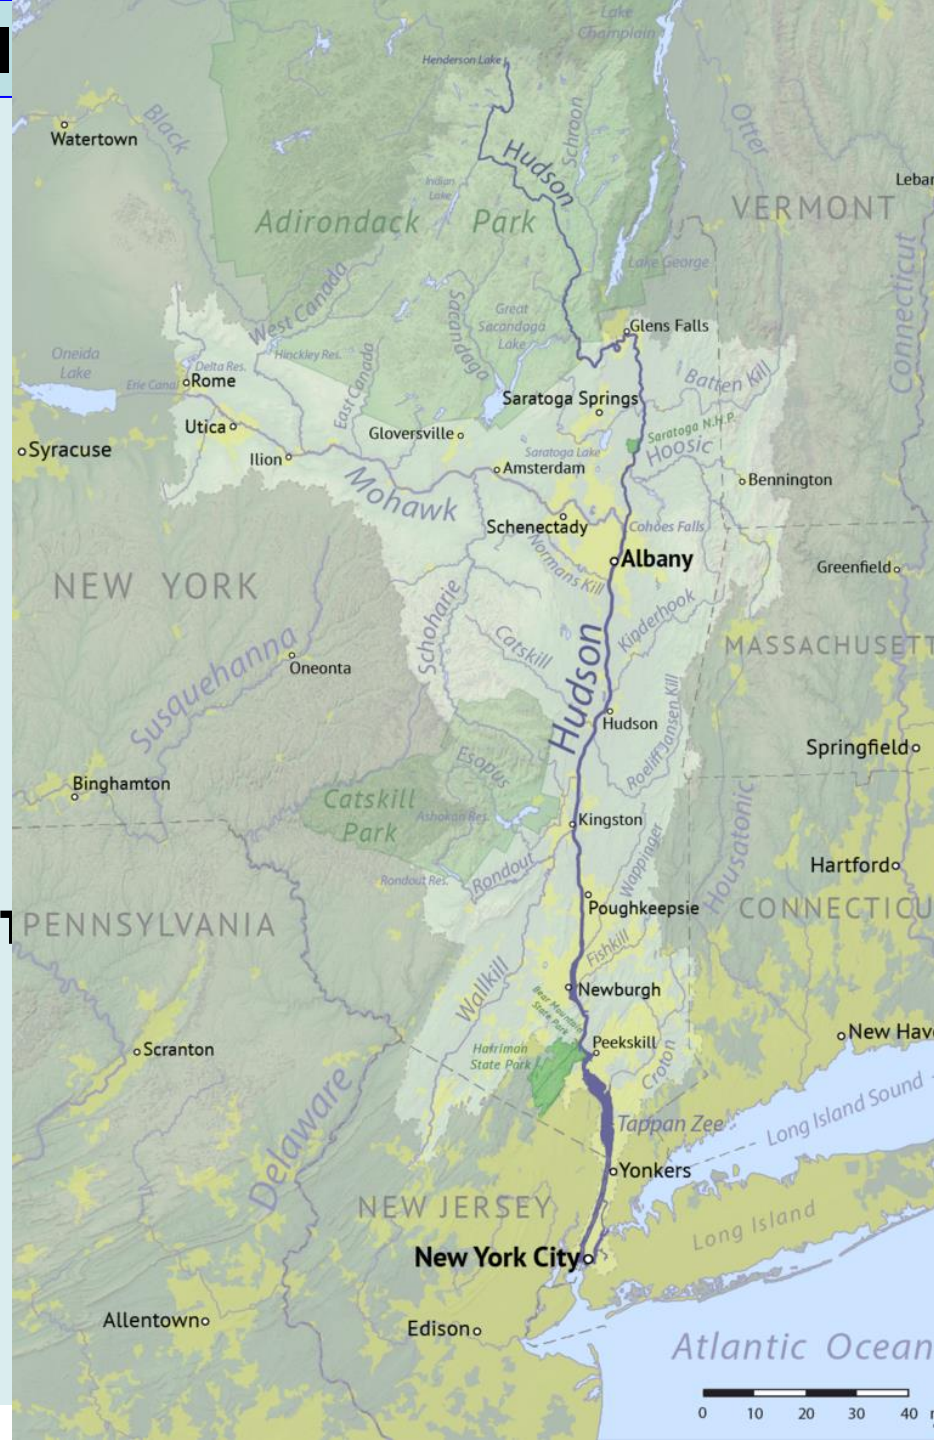 Lake
Champlain
Henderson Lake
Black
Watertown
Schroon
Otter
Hudson
Indian
Lake
Lebar
Adirondack Park
VERMONT
Connecticut
Lake George
West Canada
Sacandaga
Great
Sacandaga
Lake
Glens Falls
Oneida
Lake
Hinckley Res.
Delta Res.
Erie Canal
Rome
East Canada
Batten Kill
Saratoga Springs
Utica
Gloversville
Saratoga N.H.P.
Syracuse
Ilion
Saratoga Lake
Hoosic
Amsterdam
Bennington
Mohawk
Schenectady
Cohoes Falls
Normans Kill
Albany
Greenfield
NEW YORK
Schoharie
Kinderhook
Catskill
Hudson
MASSACHUSETT
Susquehanna
Oneonta
Hudson
Roeliff Jansen Kill
Springfield
Esopus
Binghamton
Catskill
Park
Ashokan Res.
Kingston
Housatonic
Wappinger
Rondout
Rondout Res.
Hartford
Poughkeepsie
CONNECTICU
PENNSYLVANIA
Fishkill
Wallkill
Newburgh
Bear Mountain
State Park
Scranton
Harriman
State Park
Peekskill
New Hav
Croton
Delaware
Tappan Zee
Long Island Sound
Yonkers
NEW JERSEY
Long Island
New York City
Allentown
Edison
Atlantic Ocean
0 10 20 30 40